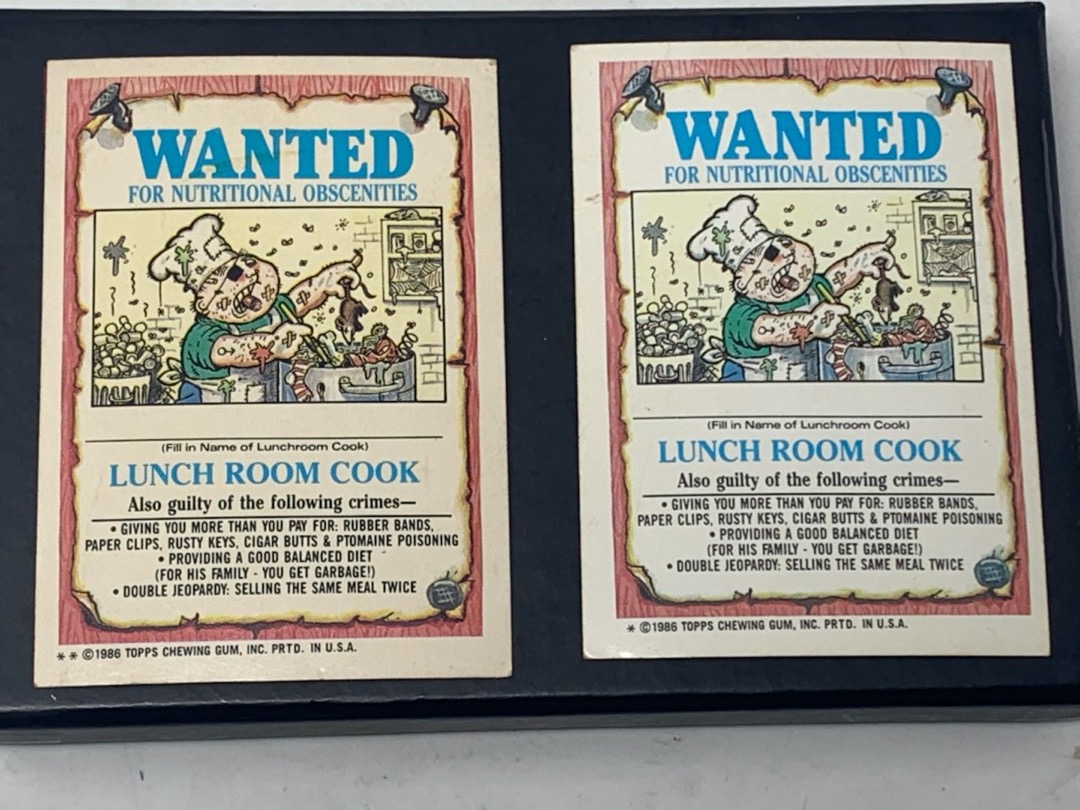 WANTED
FOR NUTRITIONAL OBSCENITIES
(Fill in Name of Lunchroom Cook)
LUNCH ROOM COOK
Also guilty of the following crimes—
• GIVING YOU MORE THAN YOU PAY FOR: RUBBER BANDS,
PAPER CLIPS, RUSTY KEYS, CIGAR BUTTS & PTOMAINE POISONING
• PROVIDING A GOOD BALANCED DIET
(FOR HIS FAMILY - YOU GET GARBAGE!)
• DOUBLE JEOPARDY: SELLING THE SAME MEAL TWICE
* * ©1986 TOPPS CHEWING GUM, INC. PRTD. IN U.S.A.
WANTED
FOR NUTRITIONAL OBSCENITIES
(Fill in Name of Lunchroom Cook)
LUNCH ROOM COOK
Also guilty of the following crimes—
• GIVING YOU MORE THAN YOU PAY FOR: RUBBER BANDS,
PAPER CLIPS, RUSTY KEYS, CIGAR BUTTS & PTOMAINE POISONING
• PROVIDING A GOOD BALANCED DIET
(FOR HIS FAMILY - YOU GET GARBAGE!)
• DOUBLE JEOPARDY: SELLING THE SAME MEAL TWICE
* ©1986 TOPPS CHEWING GUM, INC. PRTD. IN U.S.A.